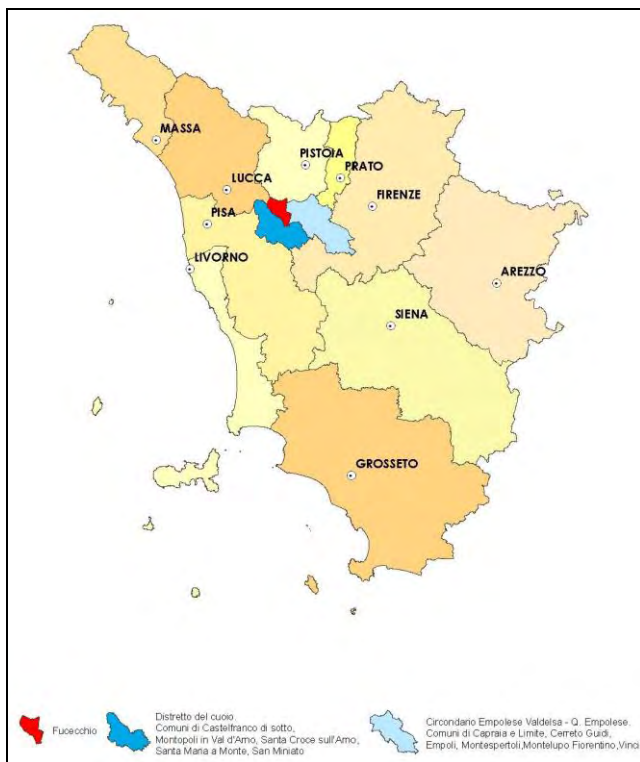 MASSA
PISTOIA
PRATO
LUCCA
FIRENZE
PISA
LIVORNO
AREZZO
SIENA
GROSSETO
Fucecchio
Distretto del cuoio.
Comuni di Castelfranco di sotto,
Montopoli in Val d'Arno, Santa Croce sull'Arno,
Santa Maria a Monte, San Miniato
Circondario Empolese Valdelsa - Q. Empolese.
Comuni di Capraia e Limite, Cerreto Guidi,
Empoli, Montespertoli,Montelupo Fiorentino,Vinci